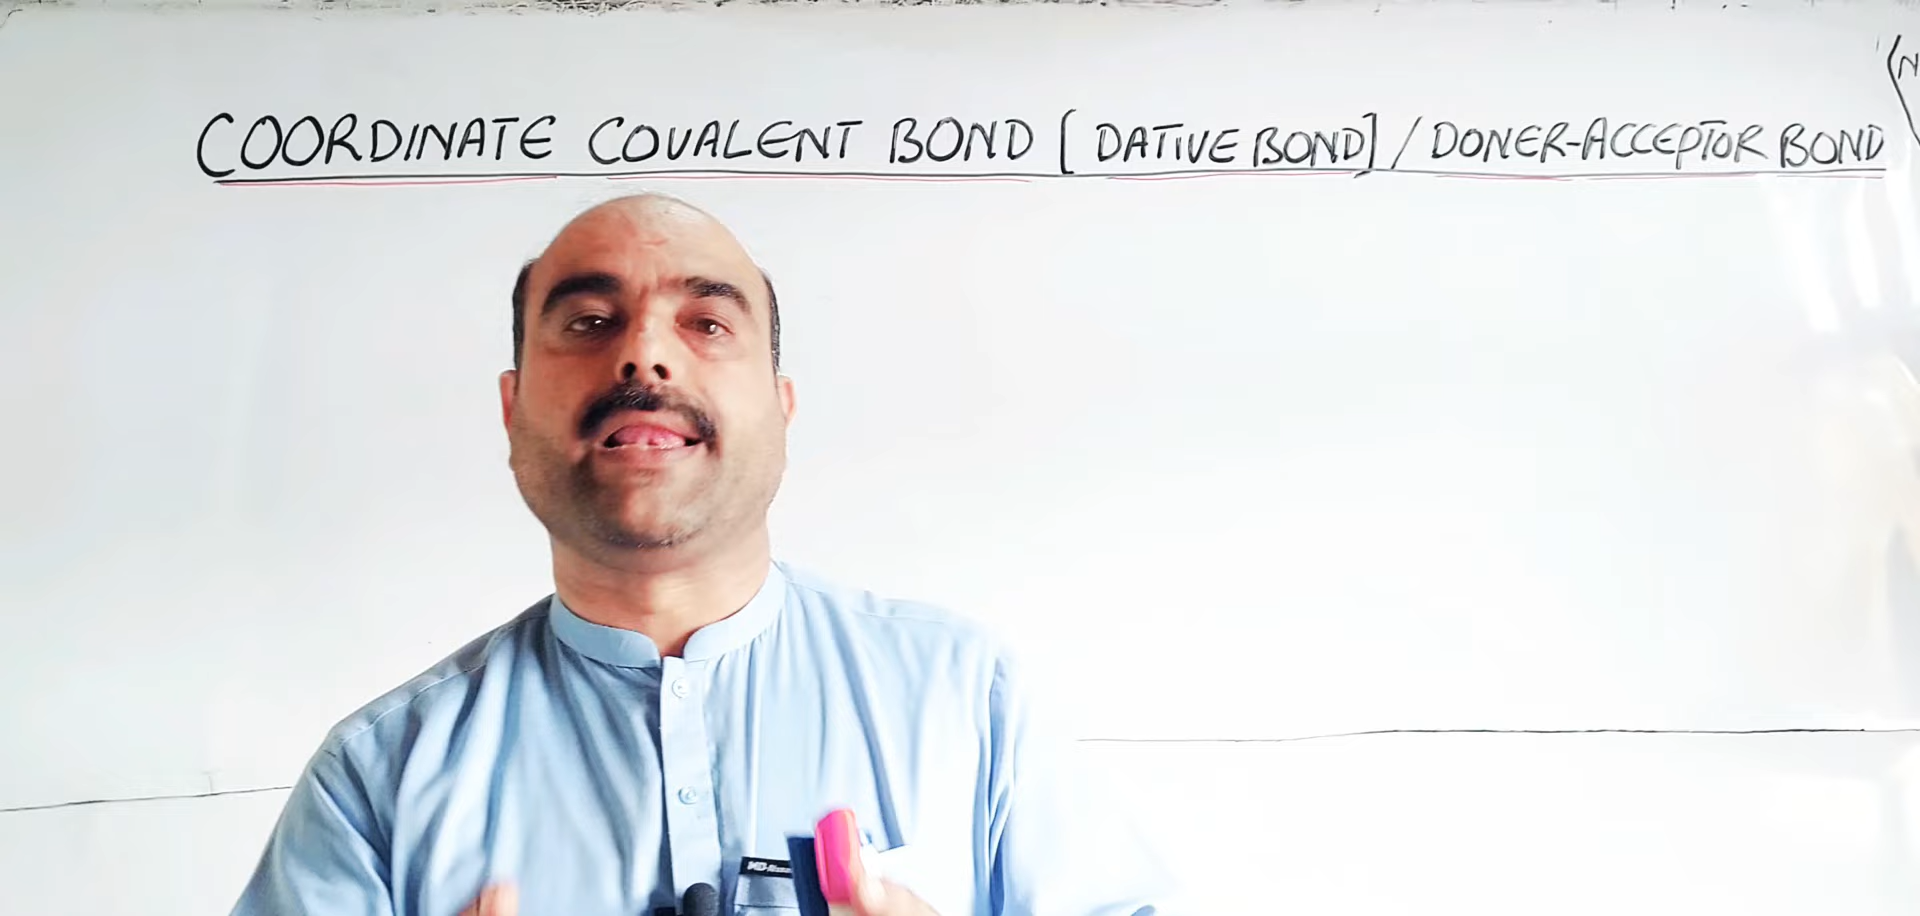 COORDINATE COVALENT BOND [DATIVE BOND] / DONER-ACCEPTOR BOND
(N